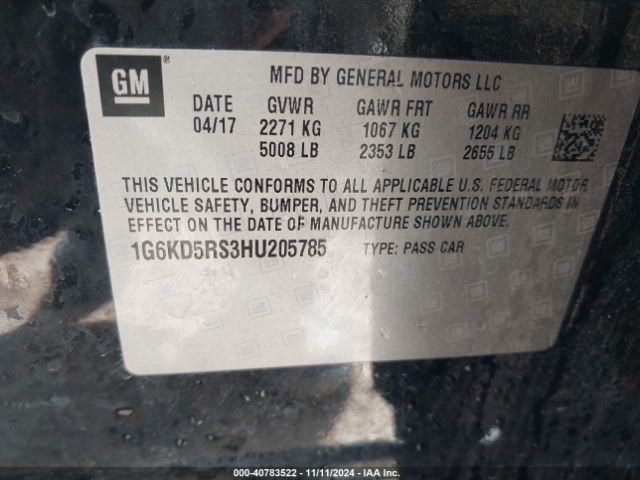 GM®
MFD BY GENERAL MOTORS LLC
DATE GVWR GAWR FRT GAWR RR
04/17 2271 KG 1067 KG 1204 KG
5008 LB 2353 LB 2655 LB
THIS VEHICLE CONFORMS TO ALL APPLICABLE U.S. FEDERAL MOTOR
VEHICLE SAFETY, BUMPER, AND THEFT PREVENTION STANDARDS IN
EFFECT ON THE DATE OF MANUFACTURE SHOWN ABOVE.
1G6KD5RS3HU205785 TYPE: PASS CAR
000-40783522 - 11/11/2024 - IAA Inc.